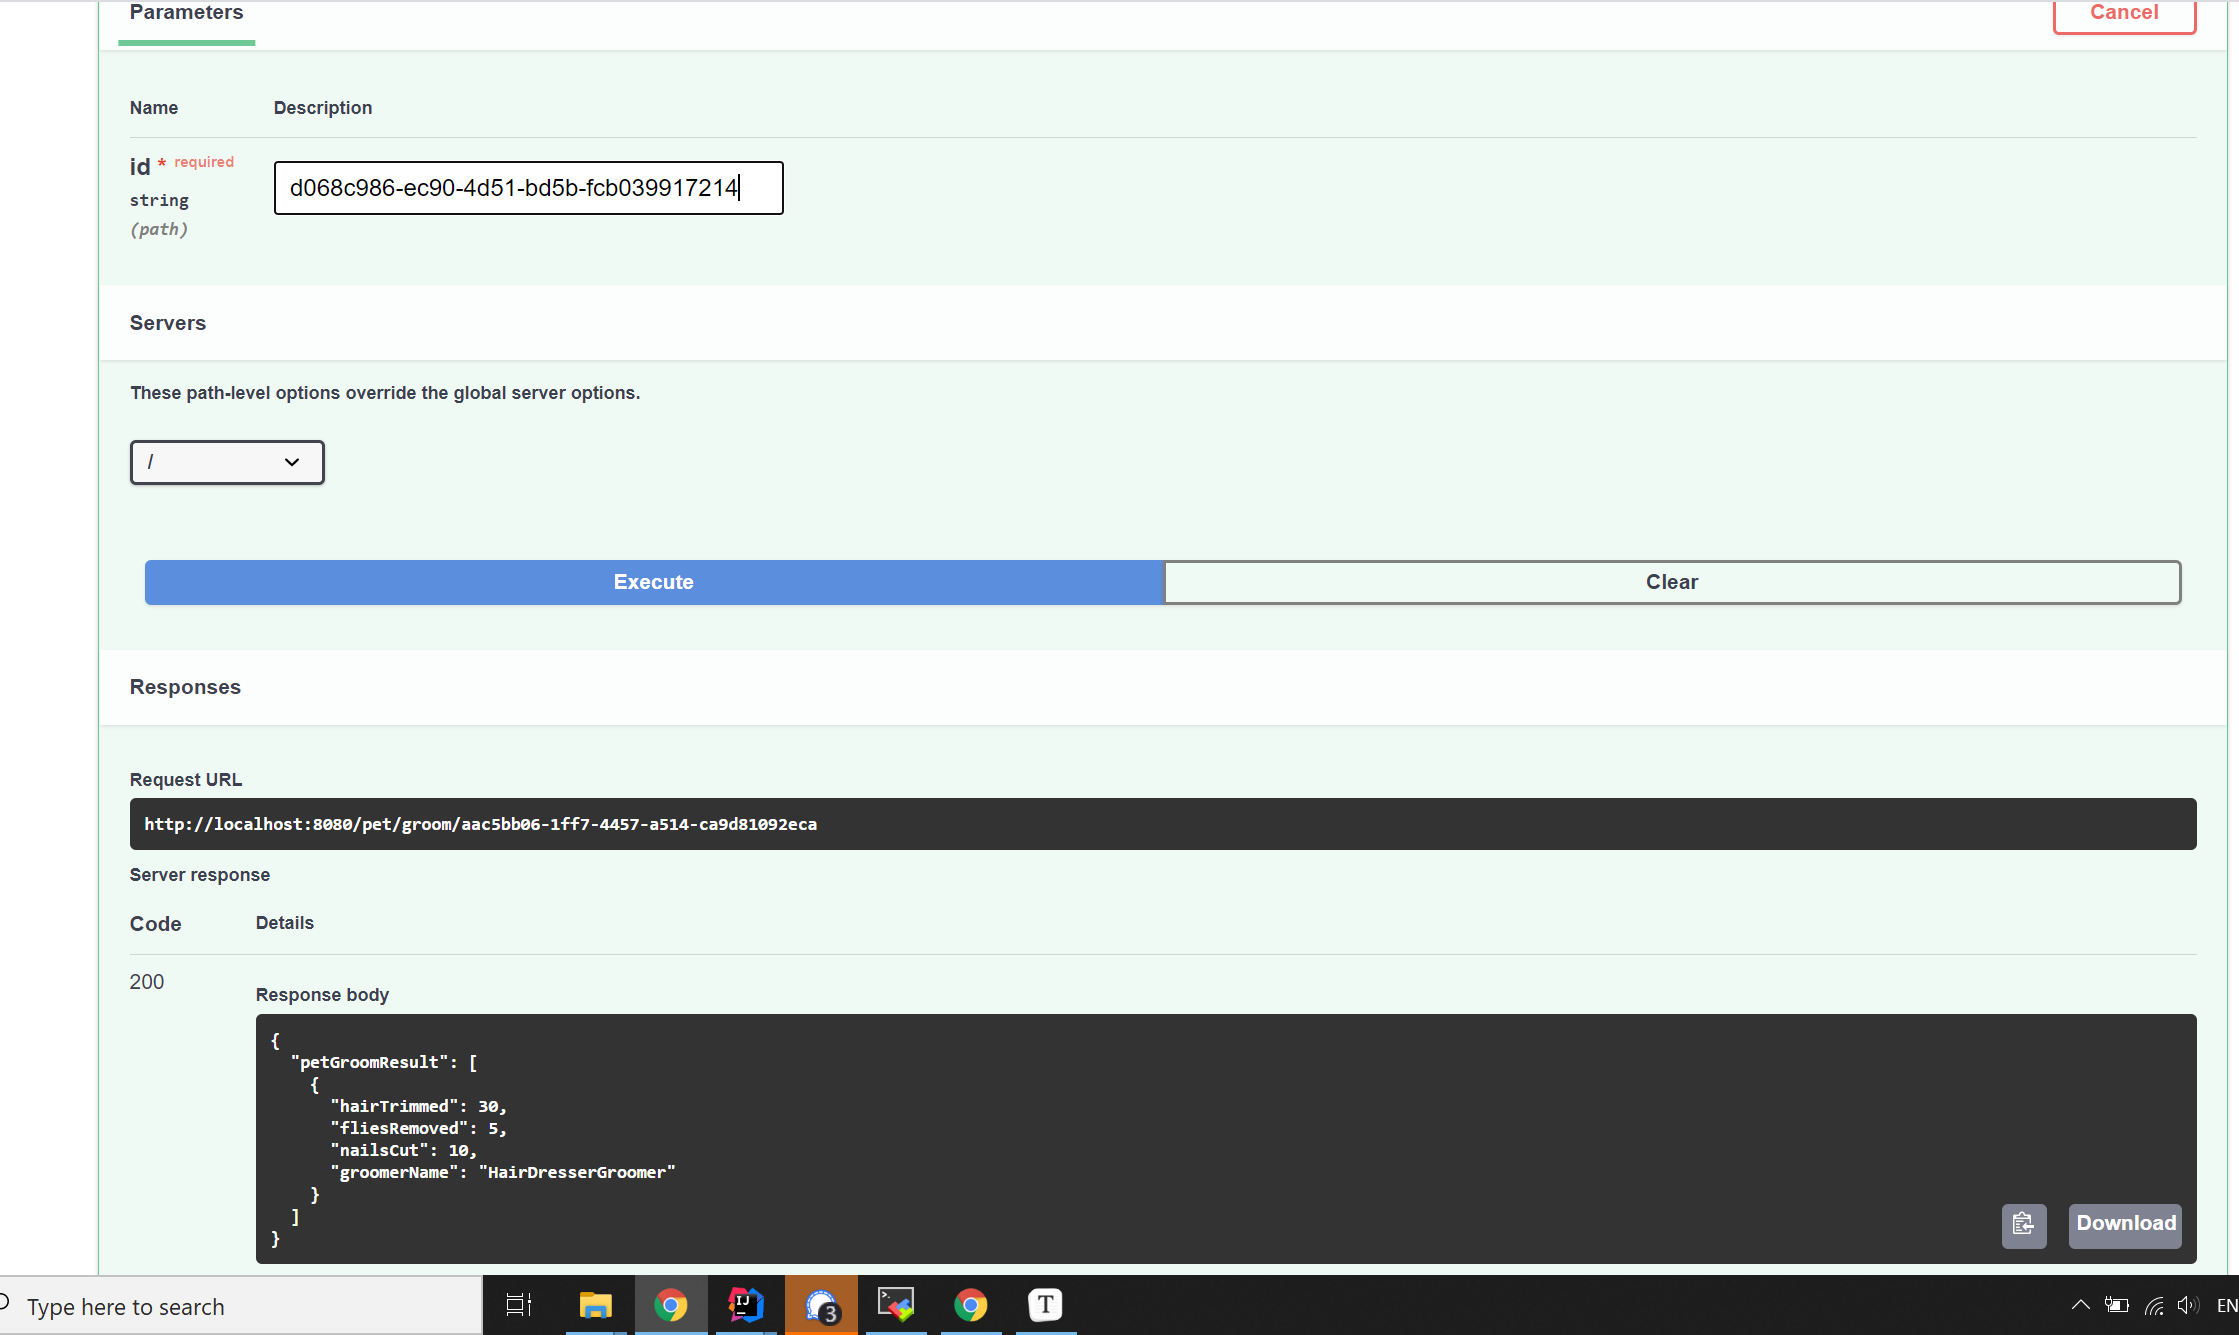 Parameters
Cancel
Name Description
id * required
string
(path)
d068c986-ec90-4d51-bd5b-fcb039917214
Servers
These path-level options override the global server options.
/
Execute
Clear
Responses
Request URL
http://localhost:8080/pet/groom/aac5bb06-1ff7-4457-a514-ca9d81092eca
Server response
Code Details
200
Response body
{
"petGroomResult": [
{
"hairTrimmed": 30,
"fliesRemoved": 5,
"nailsCut": 10,
"groomerName": "HairDresserGroomer"
}
]
}
Download
Type here to search
IJ
3
T
EN